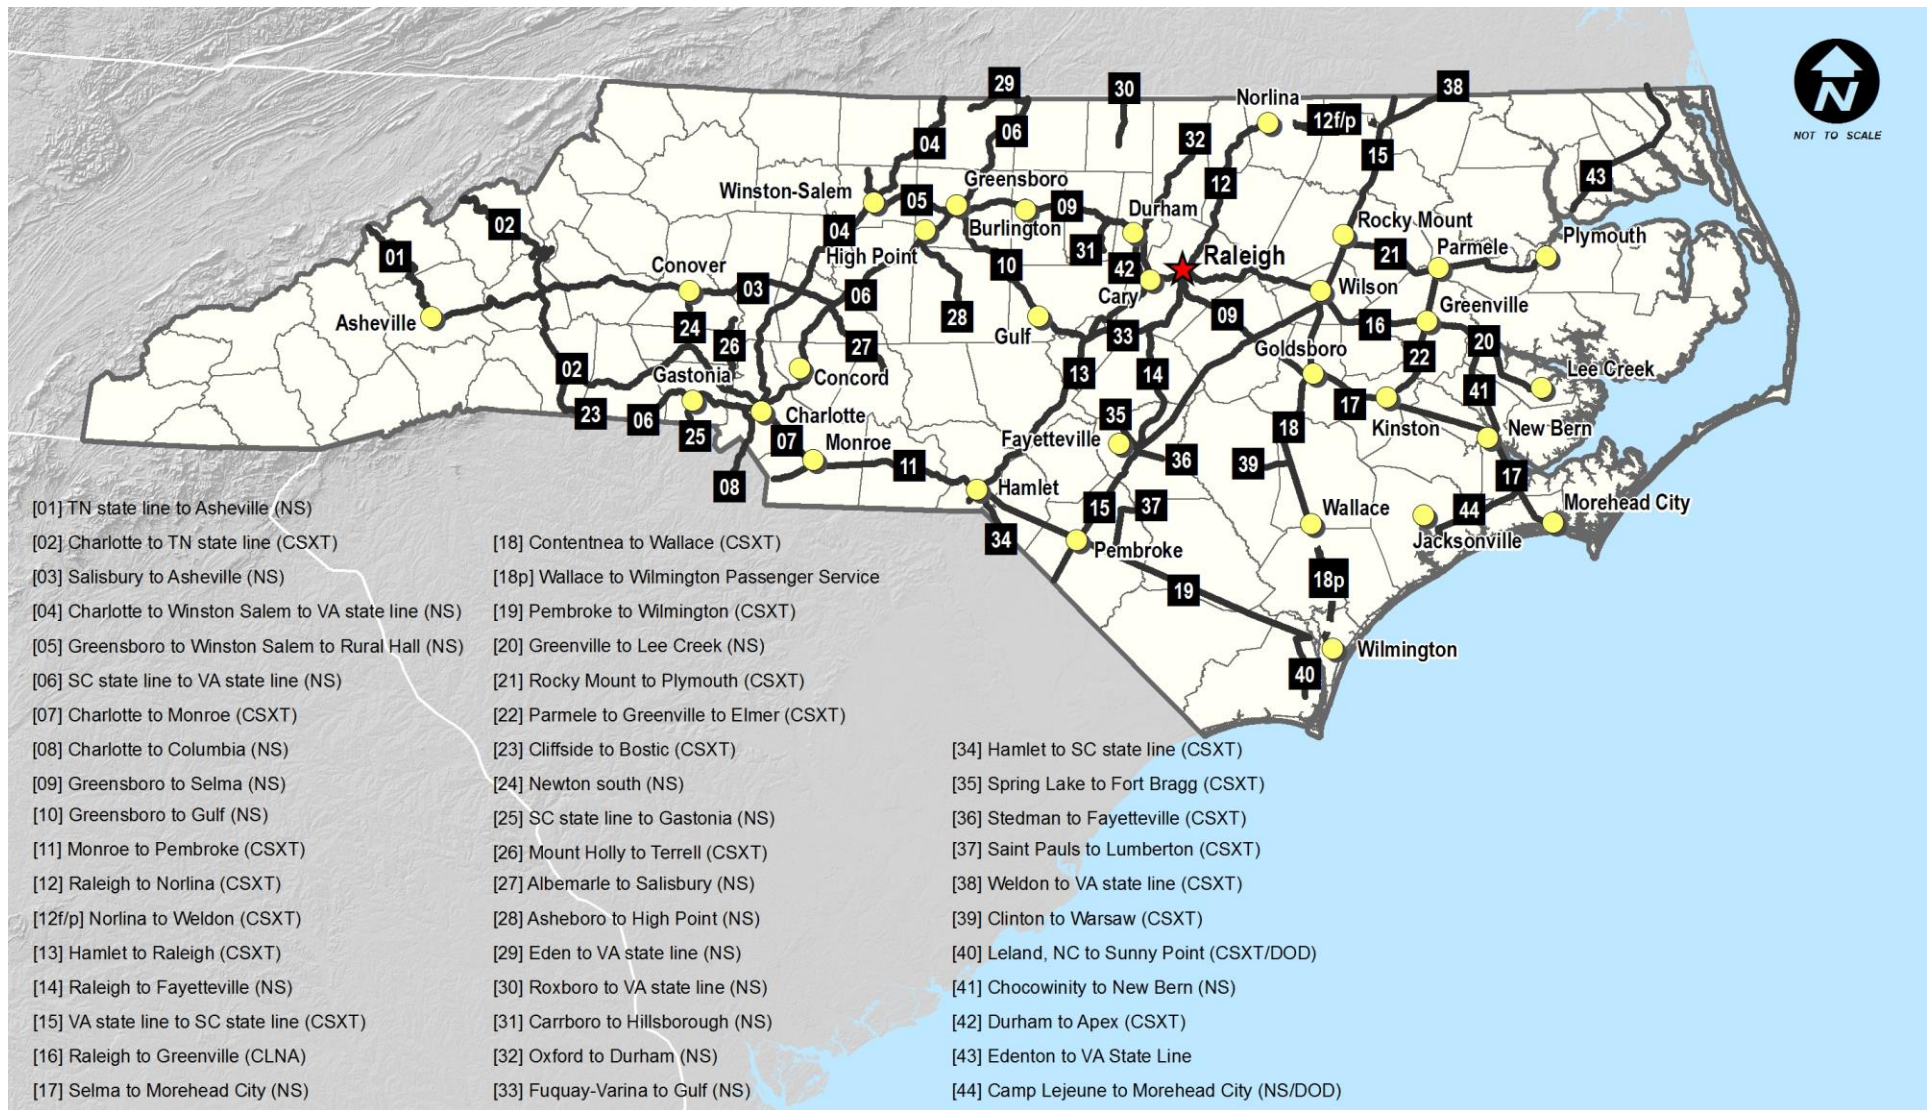 29
30
38
Norlina
N
NOT TO SCALE
12f/p
06
04
32
15
43
Winston-Salem
Greensboro
05
09
12
Durham
Rocky Mount
02
04
Burlington
31
Parmele
Plymouth
01
High Point
10
42
Raleigh
21
Conover
03
06
Cary
Wilson
Greenville
Asheville
24
26
28
Gulf
33
09
16
20
27
Goldsboro
22
02
Gastonia
Concord
13
14
Lee Creek
41
23
06
25
Charlotte
35
17
Kinston
New Bern
07
Monroe
Fayetteville
18
08
11
36
39
17
Hamlet
15
37
Wallace
44
Morehead City
34
Pembroke
Jacksonville
19
18p
Wilmington
40
[01] TN state line to Asheville (NS)
[02] Charlotte to TN state line (CSXT)
[03] Salisbury to Asheville (NS)
[04] Charlotte to Winston Salem to VA state line (NS)
[05] Greensboro to Winston Salem to Rural Hall (NS)
[06] SC state line to VA state line (NS)
[07] Charlotte to Monroe (CSXT)
[08] Charlotte to Columbia (NS)
[09] Greensboro to Selma (NS)
[10] Greensboro to Gulf (NS)
[11] Monroe to Pembroke (CSXT)
[12] Raleigh to Norlina (CSXT)
[12f/p] Norlina to Weldon (CSXT)
[13] Hamlet to Raleigh (CSXT)
[14] Raleigh to Fayetteville (NS)
[15] VA state line to SC state line (CSXT)
[16] Raleigh to Greenville (CLNA)
[17] Selma to Morehead City (NS)
[18] Contentnea to Wallace (CSXT)
[18p] Wallace to Wilmington Passenger Service
[19] Pembroke to Wilmington (CSXT)
[20] Greenville to Lee Creek (NS)
[21] Rocky Mount to Plymouth (CSXT)
[22] Parmele to Greenville to Elmer (CSXT)
[23] Cliffside to Bostic (CSXT)
[24] Newton south (NS)
[25] SC state line to Gastonia (NS)
[26] Mount Holly to Terrell (CSXT)
[27] Albemarle to Salisbury (NS)
[28] Asheboro to High Point (NS)
[29] Eden to VA state line (NS)
[30] Roxboro to VA state line (NS)
[31] Carrboro to Hillsborough (NS)
[32] Oxford to Durham (NS)
[33] Fuquay-Varina to Gulf (NS)
[34] Hamlet to SC state line (CSXT)
[35] Spring Lake to Fort Bragg (CSXT)
[36] Stedman to Fayetteville (CSXT)
[37] Saint Pauls to Lumberton (CSXT)
[38] Weldon to VA state line (CSXT)
[39] Clinton to Warsaw (CSXT)
[40] Leland, NC to Sunny Point (CSXT/DOD)
[41] Chocowinity to New Bern (NS)
[42] Durham to Apex (CSXT)
[43] Edenton to VA State Line
[44] Camp Lejeune to Morehead City (NS/DOD)